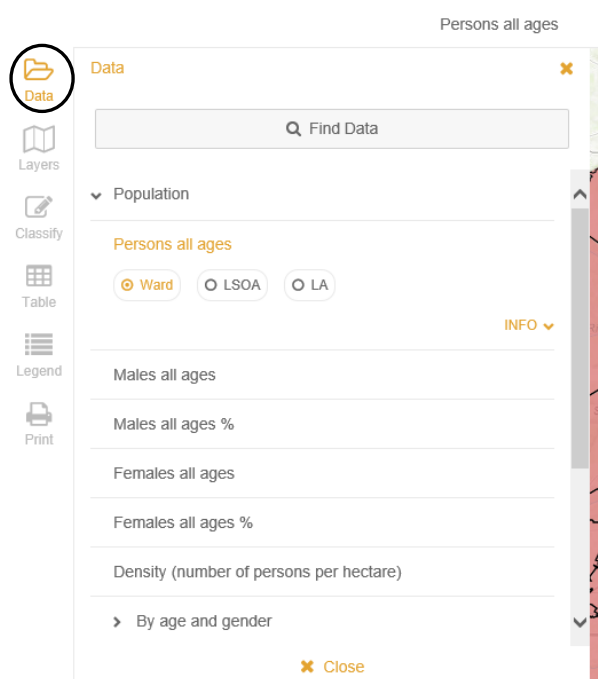 Persons all ages
Data
Data
Find Data
Layers
Population
Classify
Persons all ages
Ward LSOA LA
Table
INFO
Legend
Males all ages
Males all ages %
Print
Females all ages
Females all ages %
Density (number of persons per hectare)
By age and gender
Close